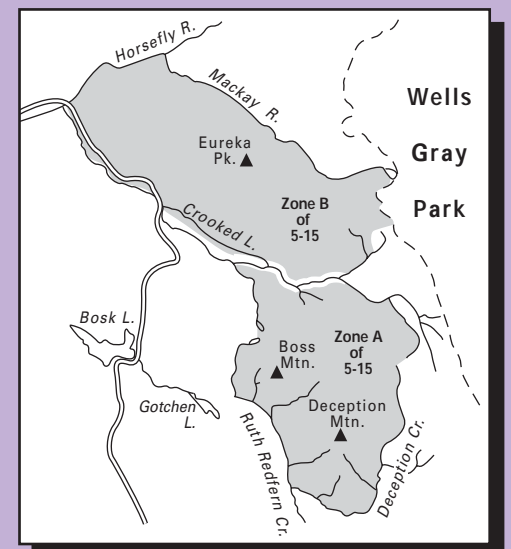 Horsefly R.
Mackay R.
Wells
Gray
Park
Eureka
Pk.
Zone B
of
5-15
Crooked L.
Bosk L.
Zone A
of
5-15
Boss
Mtn.
Gotchen
L.
Deception
Mtn.
Ruth Redfern Cr.
Deception Cr.